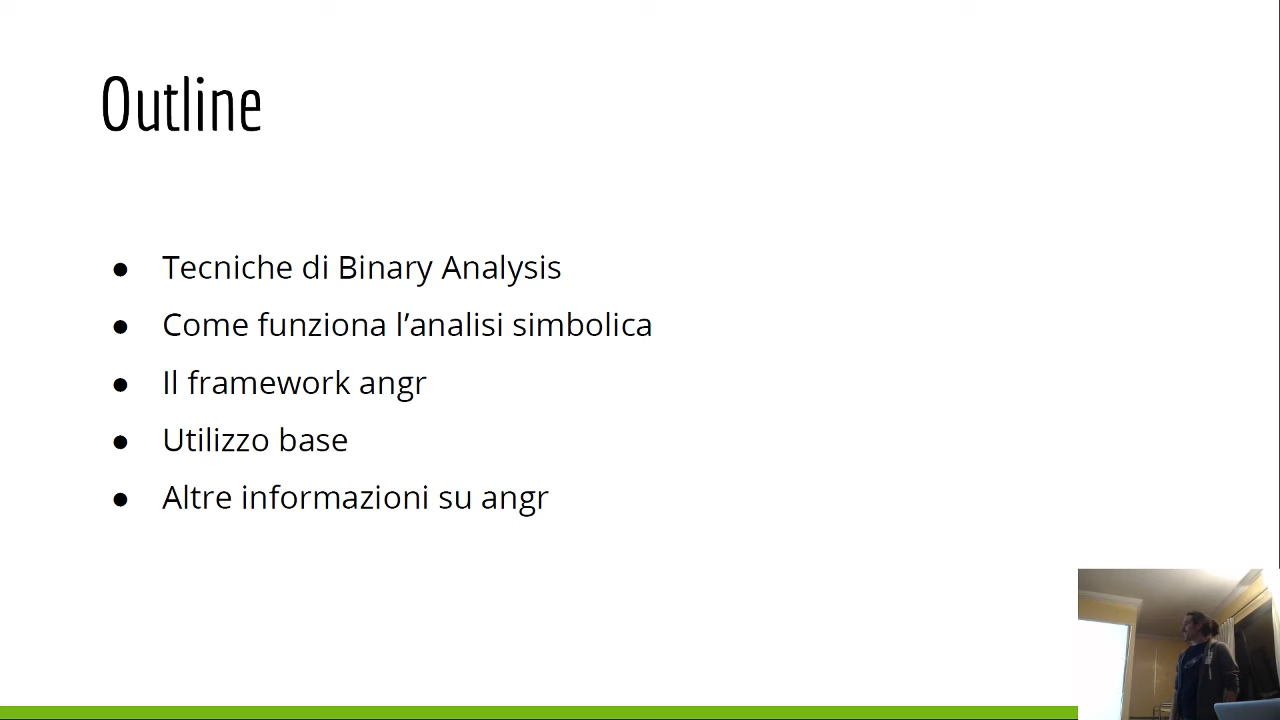 Outline
● Tecniche di Binary Analysis
● Come funziona l’analisi simbolica
● Il framework angr
● Utilizzo base
● Altre informazioni su angr